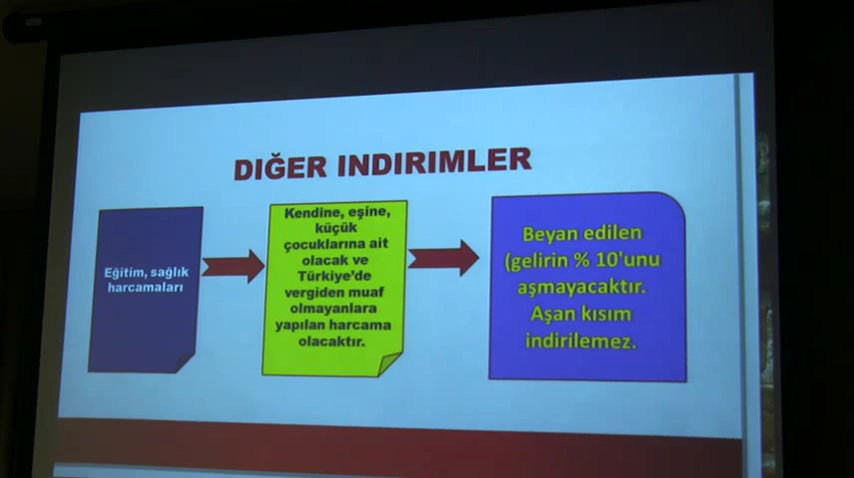 DIĞER INDIRIMLER
Eğitim, sağlık
harcamaları
Kendine, eşine,
küçük
çocuklarına ait
olacak ve
Türkiye'de
vergiden muaf
olmayanlara
yapılan harcama
olacaktır.
Beyan edilen
(gelirin % 10'unu
aşmayacaktır.
Aşan kısım
indirilemez.